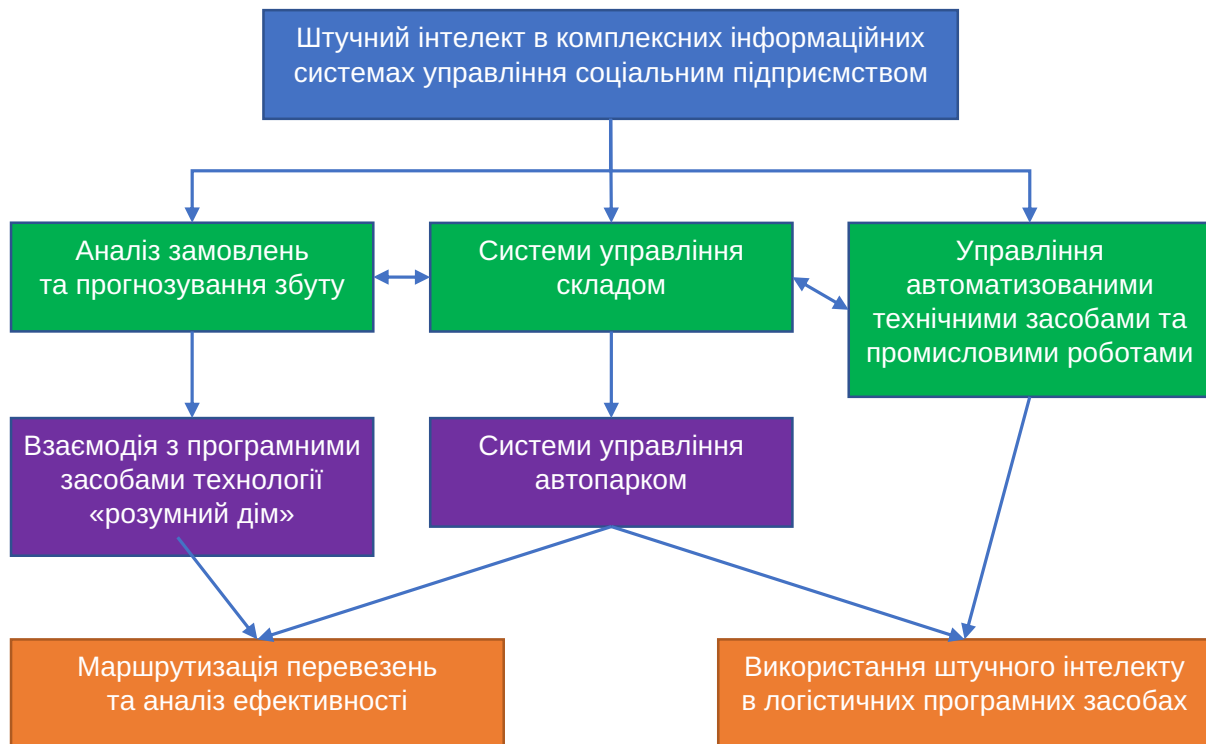 Штучний інтелект в комплексних інформаційних
системах управління соціальним підприємством
Аналіз замовлень
та прогнозування збуту
Системи управління
складом
Управління
автоматизованими
технічними засобами та
промисловими роботами
Взаємодія з програмними
засобами технології
«розумний дім»
Системи управління
автопарком
Маршрутизація перевезень
та аналіз ефективності
Використання штучного інтелекту
в логістичних програмних засобах